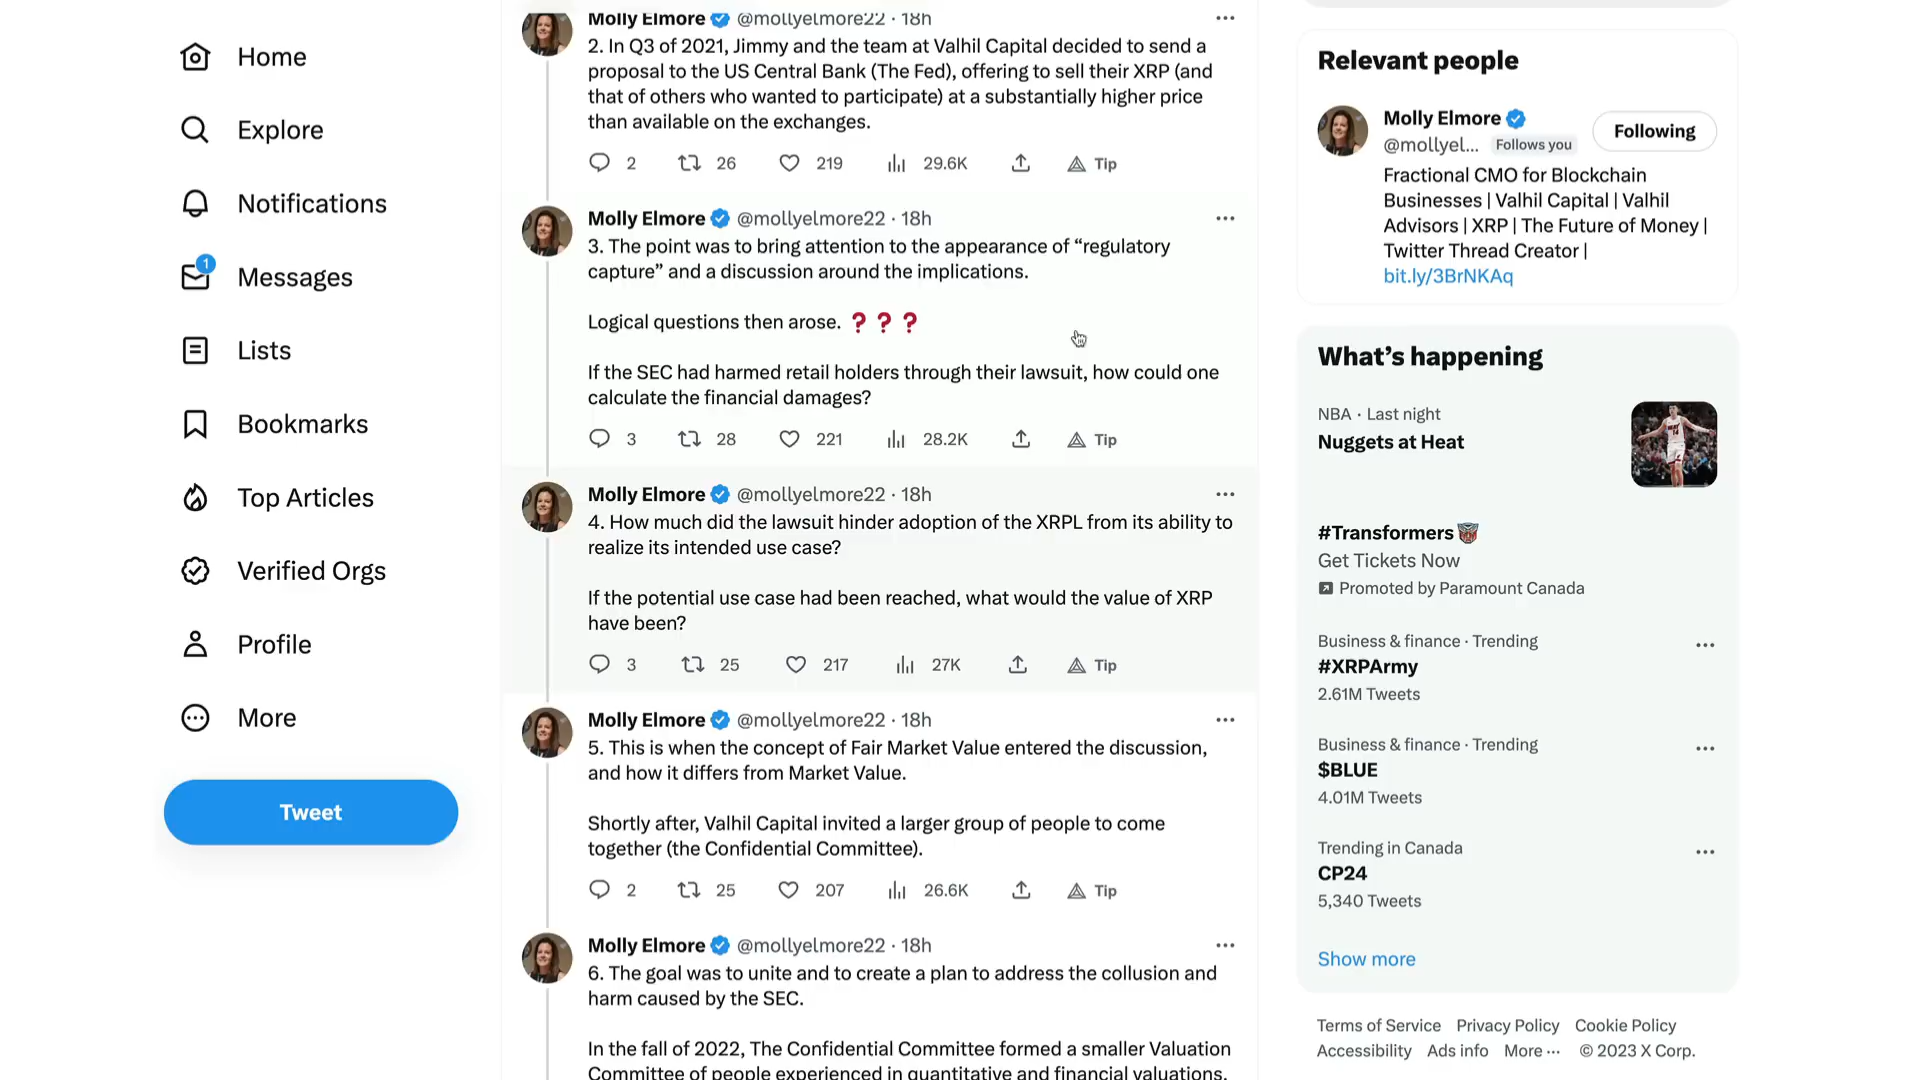 Home
Explore
Notifications
1
Messages
Lists
Bookmarks
Top Articles
Verified Orgs
Profile
More
Tweet
Molly Elmore @mollyelmore22 · 18h
2. In Q3 of 2021, Jimmy and the team at Valhil Capital decided to send a
proposal to the US Central Bank (The Fed), offering to sell their XRP (and
that of others who wanted to participate) at a substantially higher price
than available on the exchanges.
2 26 219 29.6K Tip
Molly Elmore @mollyelmore22 · 18h
3. The point was to bring attention to the appearance of “regulatory
capture” and a discussion around the implications.
Logical questions then arose. ❓❓❓
If the SEC had harmed retail holders through their lawsuit, how could one
calculate the financial damages?
3 28 221 28.2K Tip
Molly Elmore @mollyelmore22 · 18h
4. How much did the lawsuit hinder adoption of the XRPL from its ability to
realize its intended use case?
If the potential use case had been reached, what would the value of XRP
have been?
3 25 217 27K Tip
Molly Elmore @mollyelmore22 · 18h
5. This is when the concept of Fair Market Value entered the discussion,
and how it differs from Market Value.
Shortly after, Valhil Capital invited a larger group of people to come
together (the Confidential Committee).
2 25 207 26.6K Tip
Molly Elmore @mollyelmore22 · 18h
6. The goal was to unite and to create a plan to address the collusion and
harm caused by the SEC.
In the fall of 2022, The Confidential Committee formed a smaller Valuation
Committee of people experienced in quantitative and financial valuations.
Relevant people
Molly Elmore
Following
@mollyel... Follows you
Fractional CMO for Blockchain
Businesses | Valhil Capital | Valhil
Advisors | XRP | The Future of Money |
Twitter Thread Creator |
bit.ly/3BrNKAq
What’s happening
NBA · Last night
Nuggets at Heat
#Transformers
Get Tickets Now
Promoted by Paramount Canada
Business & finance · Trending
#XRPArmy
2.61M Tweets
Business & finance · Trending
$BLUE
4.01M Tweets
Trending in Canada
CP24
5,340 Tweets
Show more
Terms of Service Privacy Policy Cookie Policy
Accessibility Ads info More ··· © 2023 X Corp.